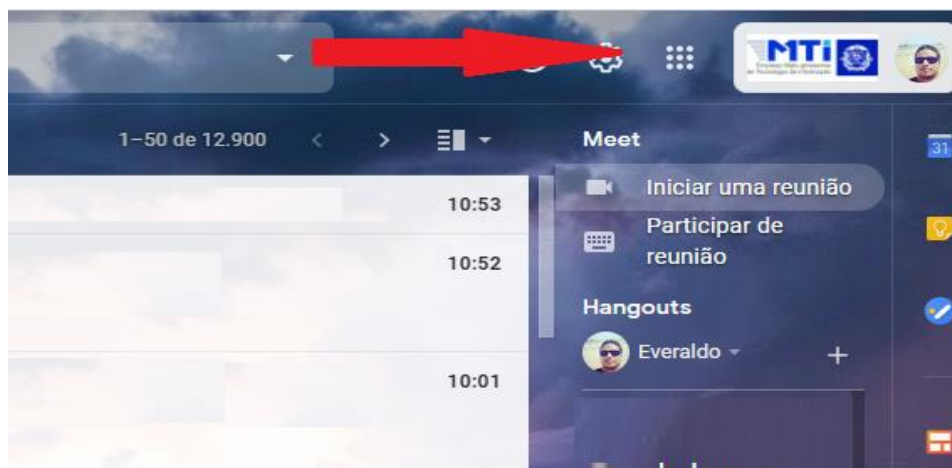 MTi
1–50 de 12.900
Meet
31
Iniciar uma reunião
10:53
Participar de
reunião
10:52
Hangouts
Everaldo
10:01